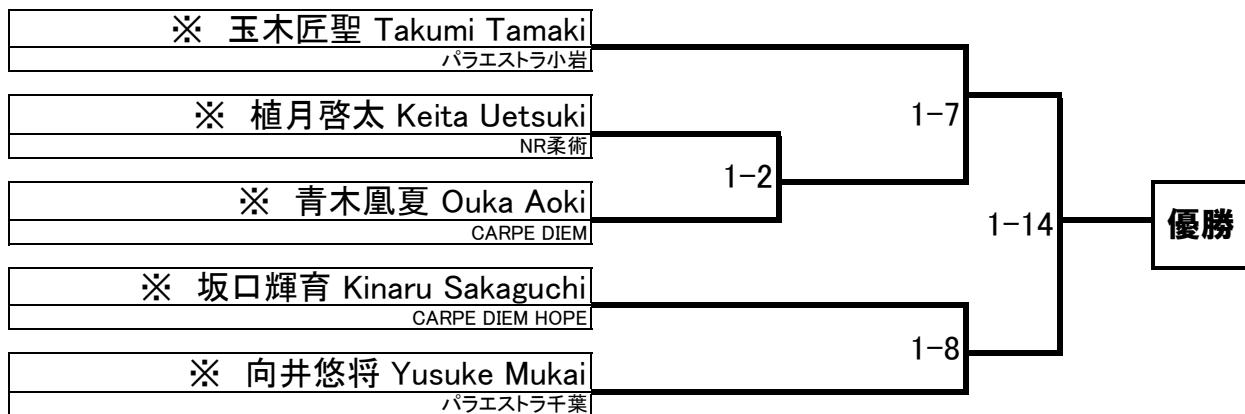 ※ 玉木匠聖 Takumi Tamaki
パラエストラ小岩
※ 植月啓太 Keita Uetsuki
NR柔術
※ 青木凰夏 Ouka Aoki
CARPE DIEM
※ 坂口輝育 Kinaru Sakaguchi
CARPE DIEM HOPE
※ 向井悠将 Yusuke Mukai
パラエストラ千葉
1-2
1-7
1-8
1-14
優勝